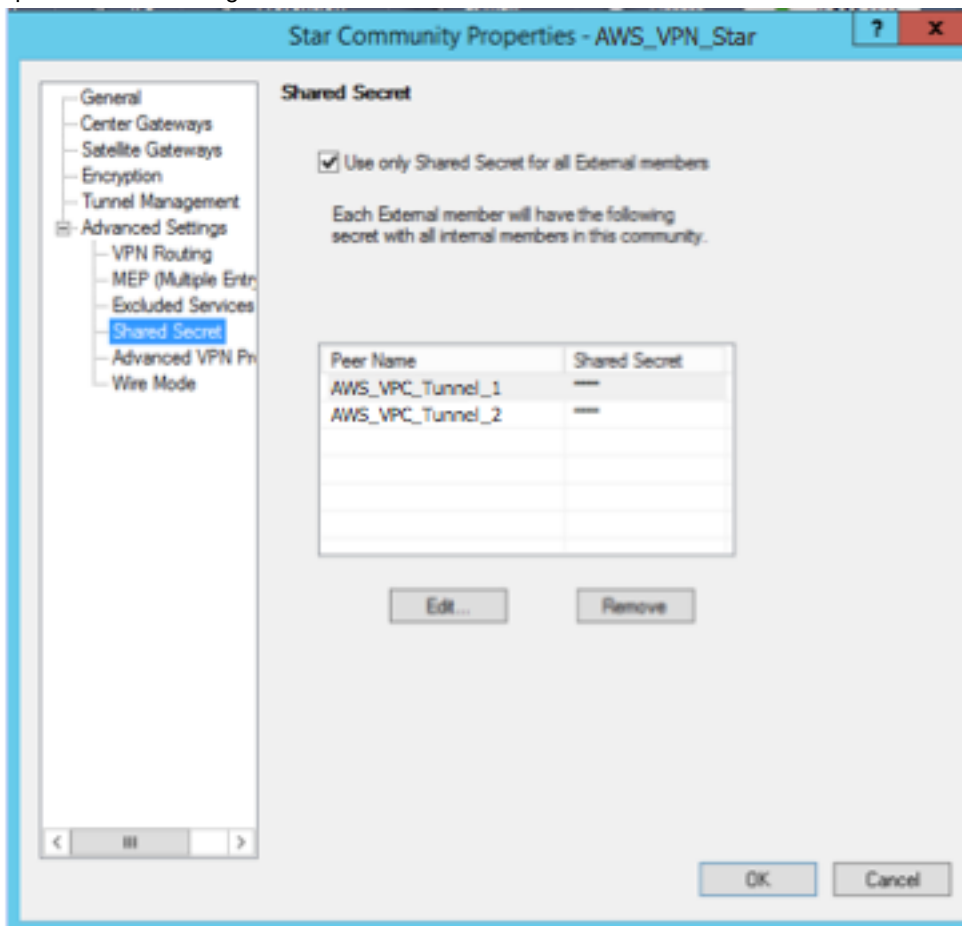 Star Community Properties - AWS_VPN_Star
? x
General
Center Gateways
Satellite Gateways
Encryption
Tunnel Management
Advanced Settings
VPN Routing
MEP (Multiple Entry
Excluded Services
Shared Secret
Advanced VPN Pr
Wire Mode
Shared Secret
Use only Shared Secret for all External members
Each External member will have the following
secret with all internal members in this community.
Peer Name Shared Secret
AWS_VPC_Tunnel_1 ****
AWS_VPC_Tunnel_2 ****
Edit... Remove
OK Cancel